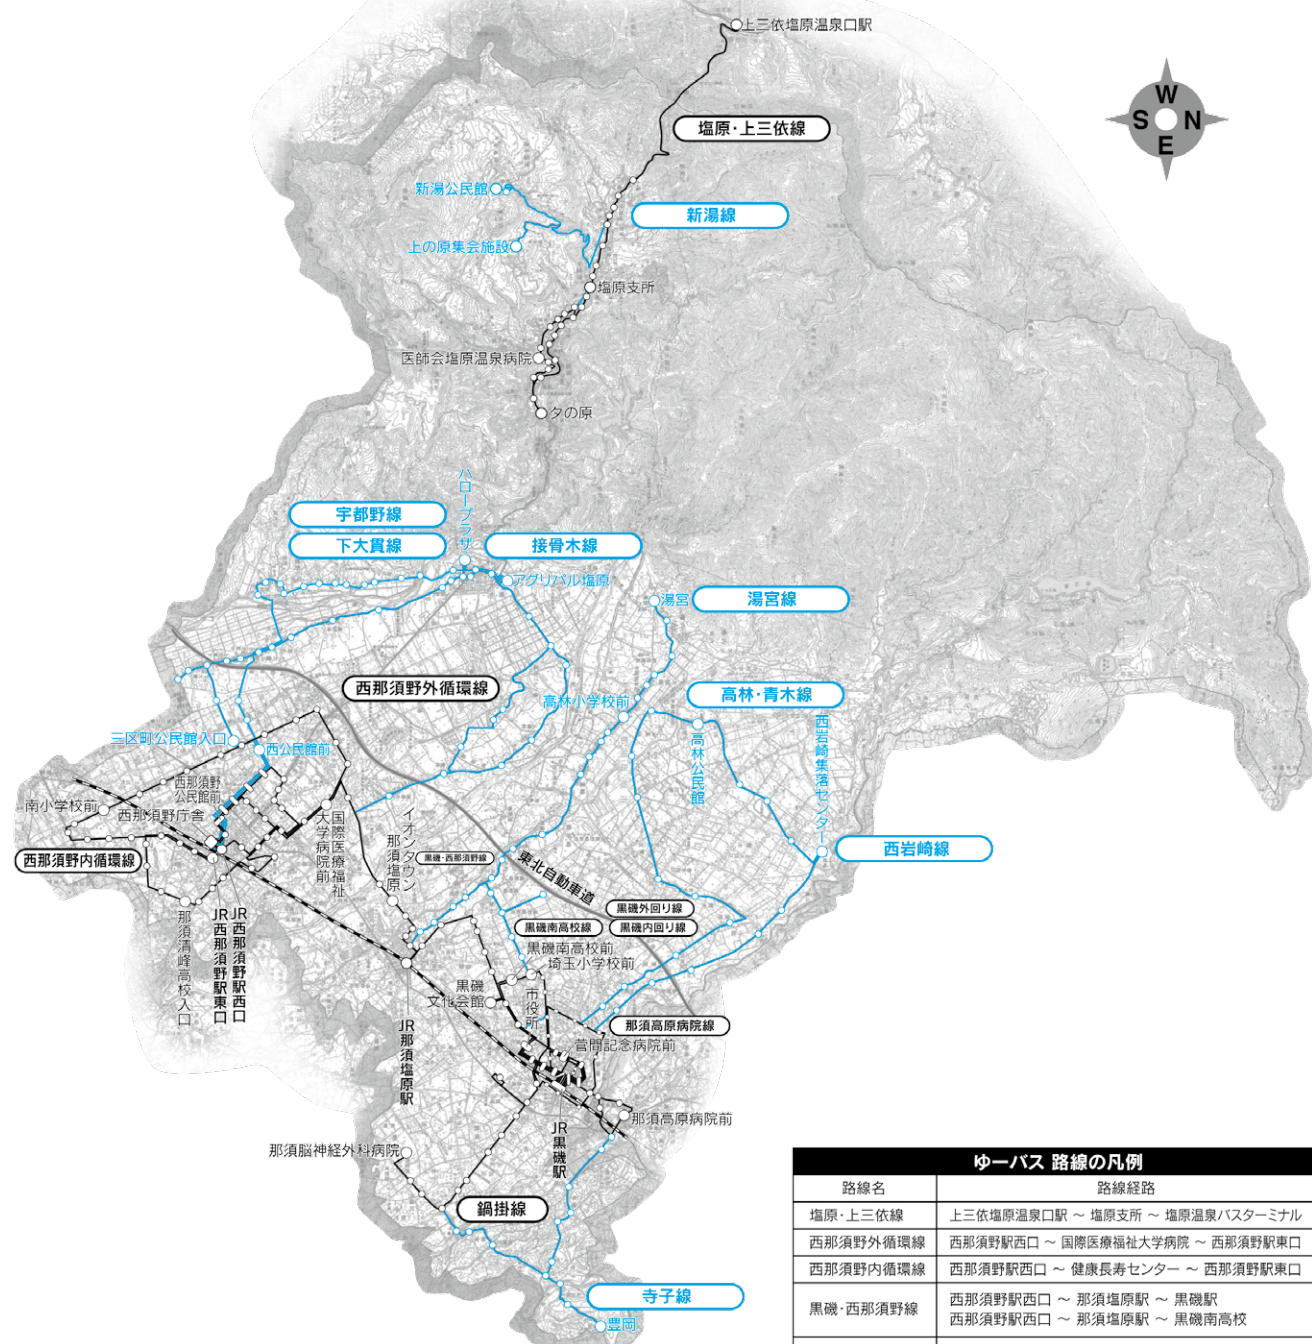 上三依塩原温泉口駅
W
S N
E
塩原・上三依線
新湯公民館
新湯線
上の原集会施設
塩原支所
医師会塩原温泉病院
夕の原
ハロープラザ
宇都野線
下大貫線
接骨木線
アグリパル塩原
湯宮
湯宮線
西那須野外循環線
高林小学校前
高林・青木線
高林公民館
西岩崎集落センター
三区町公民館入口
西公民館前
西那須野
公民館前
南小学校前
西那須野庁舎
国際医療福祉
大学病院前
イオンタウン
那須塩原
西那須野内循環線
黒磯・西那須野線
東北自動車道
西岩崎線
黒磯外回り線
黒磯南高校線
黒磯内回り線
那須清峰高校入口
JR西那須野駅東口
JR西那須野駅西口
黒磯南高校前
埼玉小学校前
黒磯
文化会館
市役所
那須高原病院線
菅間記念病院前
JR那須塩原駅
那須高原病院前
JR黒磯駅
那須脳神経外科病院
鍋掛線
寺子線
豊岡
ゆーバス 路線の凡例
路線名 路線経路
塩原・上三依線 上三依塩原温泉口駅 ～ 塩原支所 ～ 塩原温泉バスターミナル
西那須野外循環線 西那須野駅西口 ～ 国際医療福祉大学病院 ～ 西那須野駅東口
西那須野内循環線 西那須野駅西口 ～ 健康長寿センター ～ 西那須野駅東口
黒磯・西那須野線 西那須野駅西口 ～ 那須塩原駅 ～ 黒磯駅
西那須野駅西口 ～ 那須塩原駅 ～ 黒磯南高校